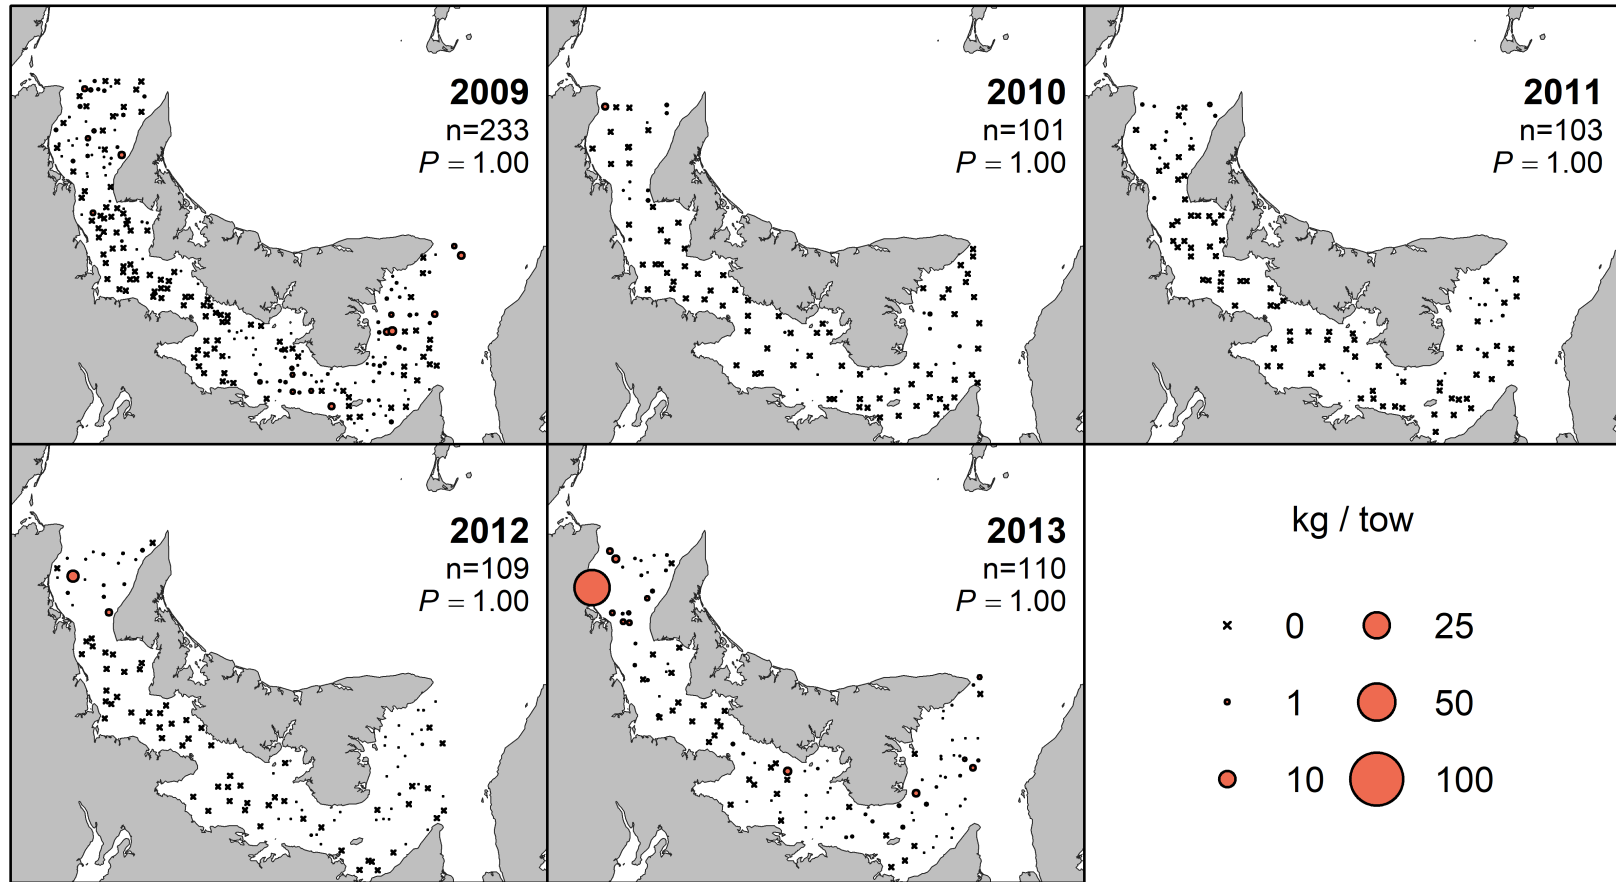 2009
n=233
P = 1.00
2010
n=101
P = 1.00
2011
n=103
P = 1.00
2012
n=109
P = 1.00
2013
n=110
P = 1.00
kg / tow
0 25
1 50
10 100